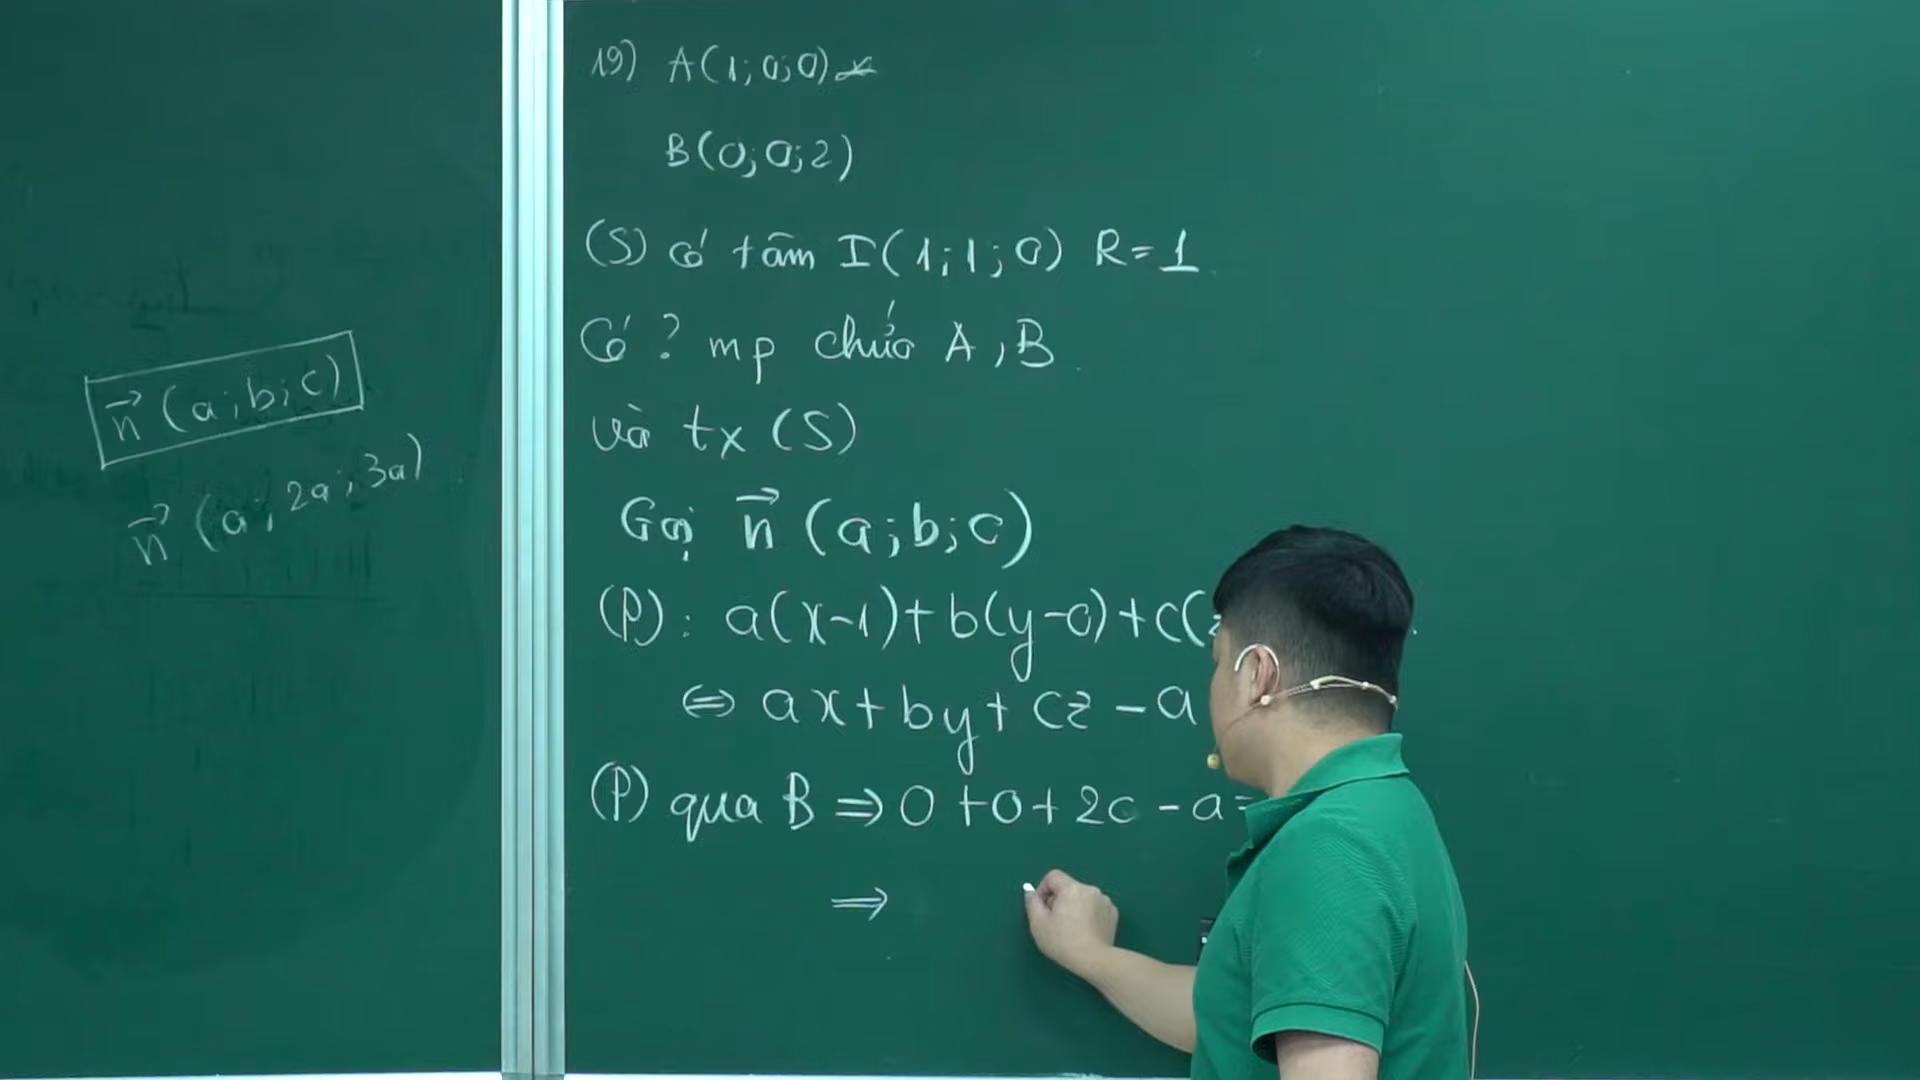 n⃗ (a; b; c)
n⃗ (a; 2a; 3a)
19) A(1; 0; 0)
B(0; 0; 2)
(S) có tâm I(1; 1; 0) R = 1
Có ? mp chứa A, B
và tx (S)
Gọi n⃗ (a; b; c)
(P): a(x-1) + b(y-0) + c(z
⇔ ax + by + cz - a
(P) qua B ⇒ 0 + 0 + 2c - a =
⇒